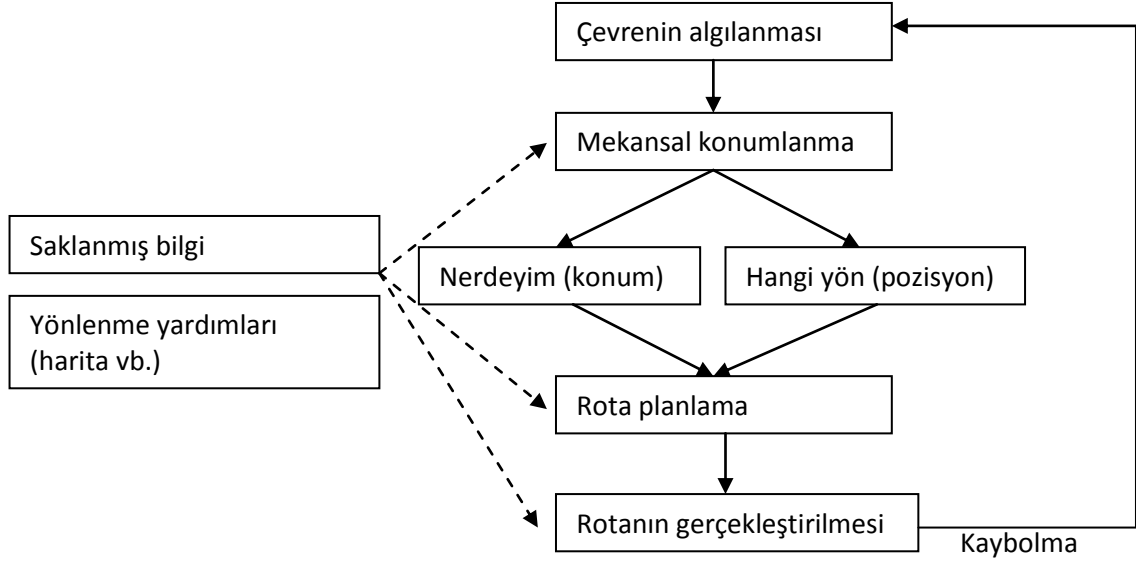 Çevrenin algılanması
Mekansal konumlanma
Saklanmış bilgi
Nerdeyim (konum)
Hangi yön (pozisyon)
Yönlenme yardımları
(harita vb.)
Rota planlama
Rotanın gerçekleştirilmesi
Kaybolma